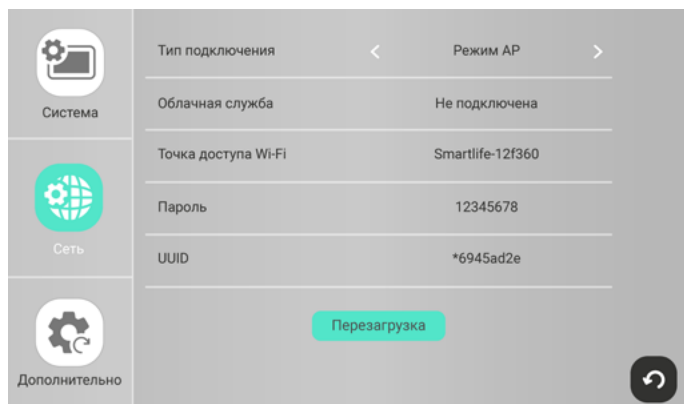 Система
Сеть
Дополнительно
Тип подключения < Режим AP >
Облачная служба Не подключена
Точка доступа Wi-Fi Smartlife-12f360
Пароль 12345678
UUID *6945ad2e
Перезагрузка